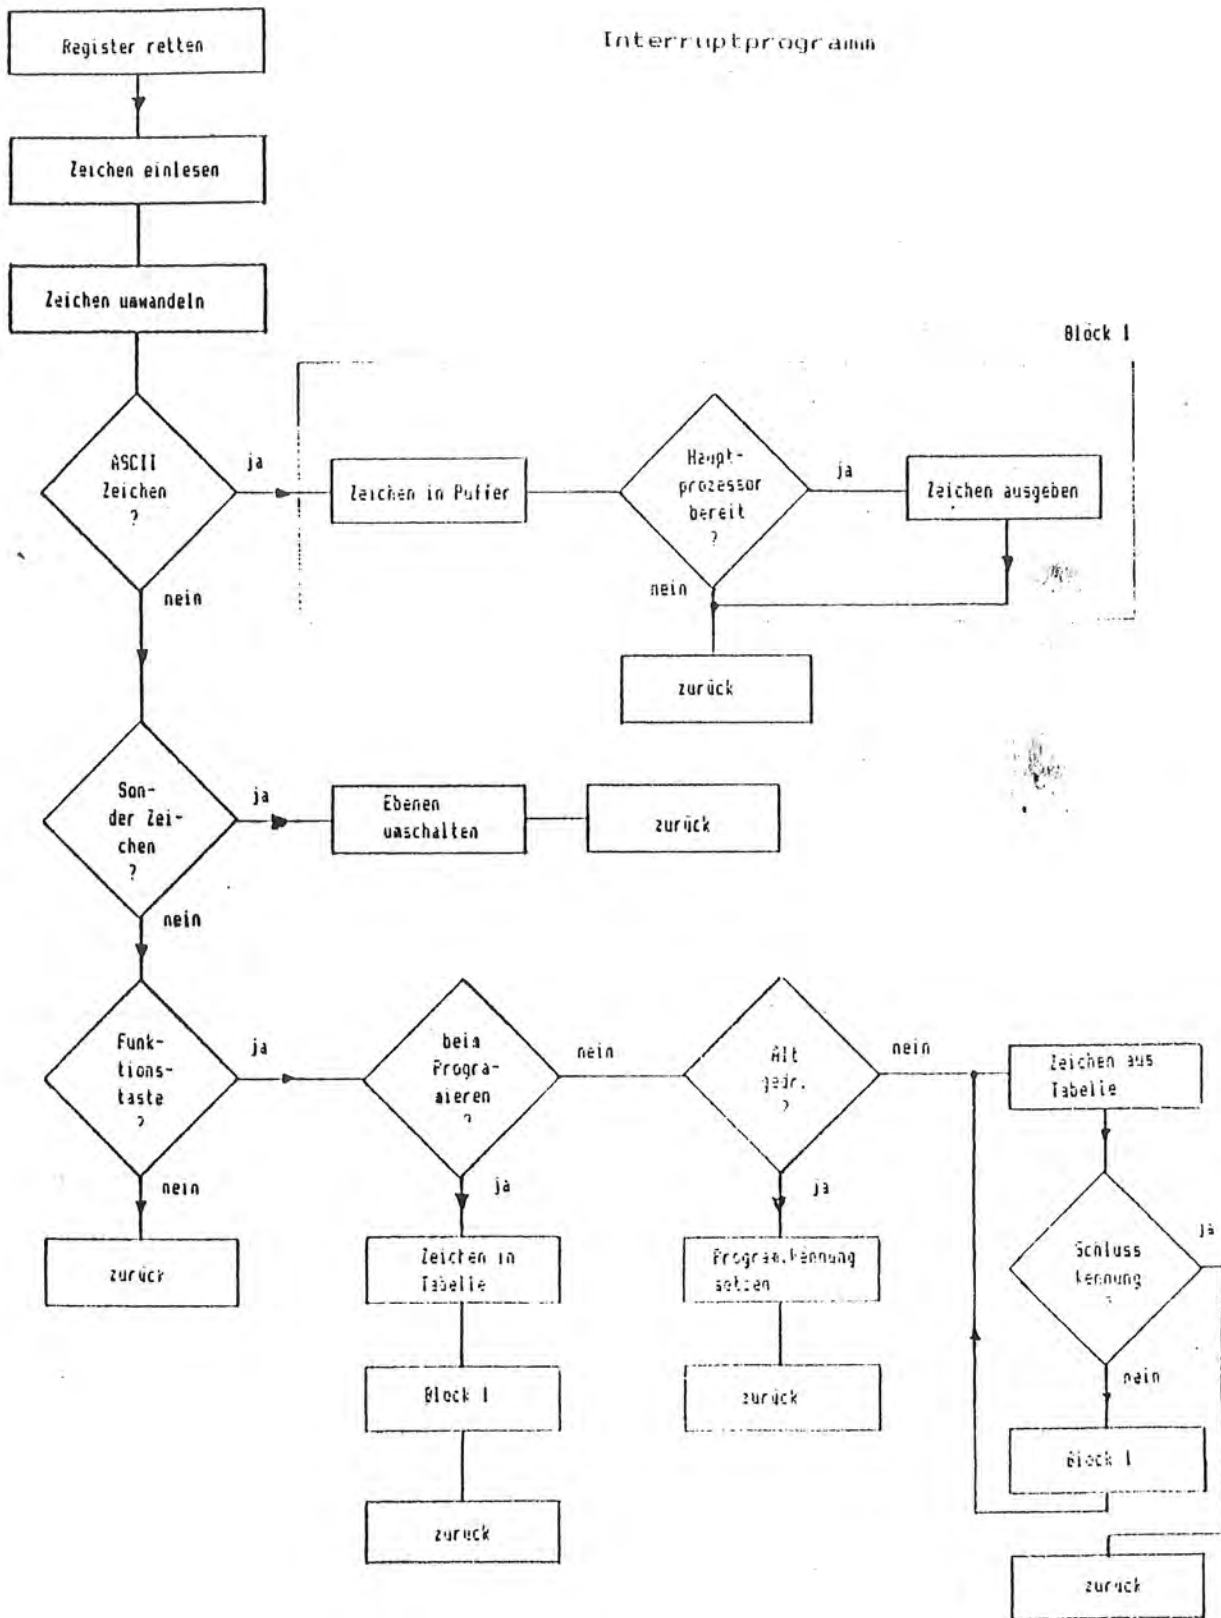 Interruptprogramm
Register retten
Zeichen einlesen
Zeichen umwandeln
Block 1
ASCII
Zeichen
?
ja
nein
Zeichen in Puffer
Haupt-
prozessor
bereit
?
ja
nein
Zeichen ausgeben
zurück
Son-
der Zei-
chen
?
ja
nein
Ebenen
umschalten
zurück
Funk-
tions-
taste
?
ja
nein
zurück
beim
Progra-
mieren
?
nein
ja
Zeichen in
Tabelle
Block 1
zurück
Alt
gedr.
?
nein
ja
Program.kennung
setzen
zurück
Zeichen aus
Tabelle
Schluss
kennung
?
ja
nein
Block 1
zurück